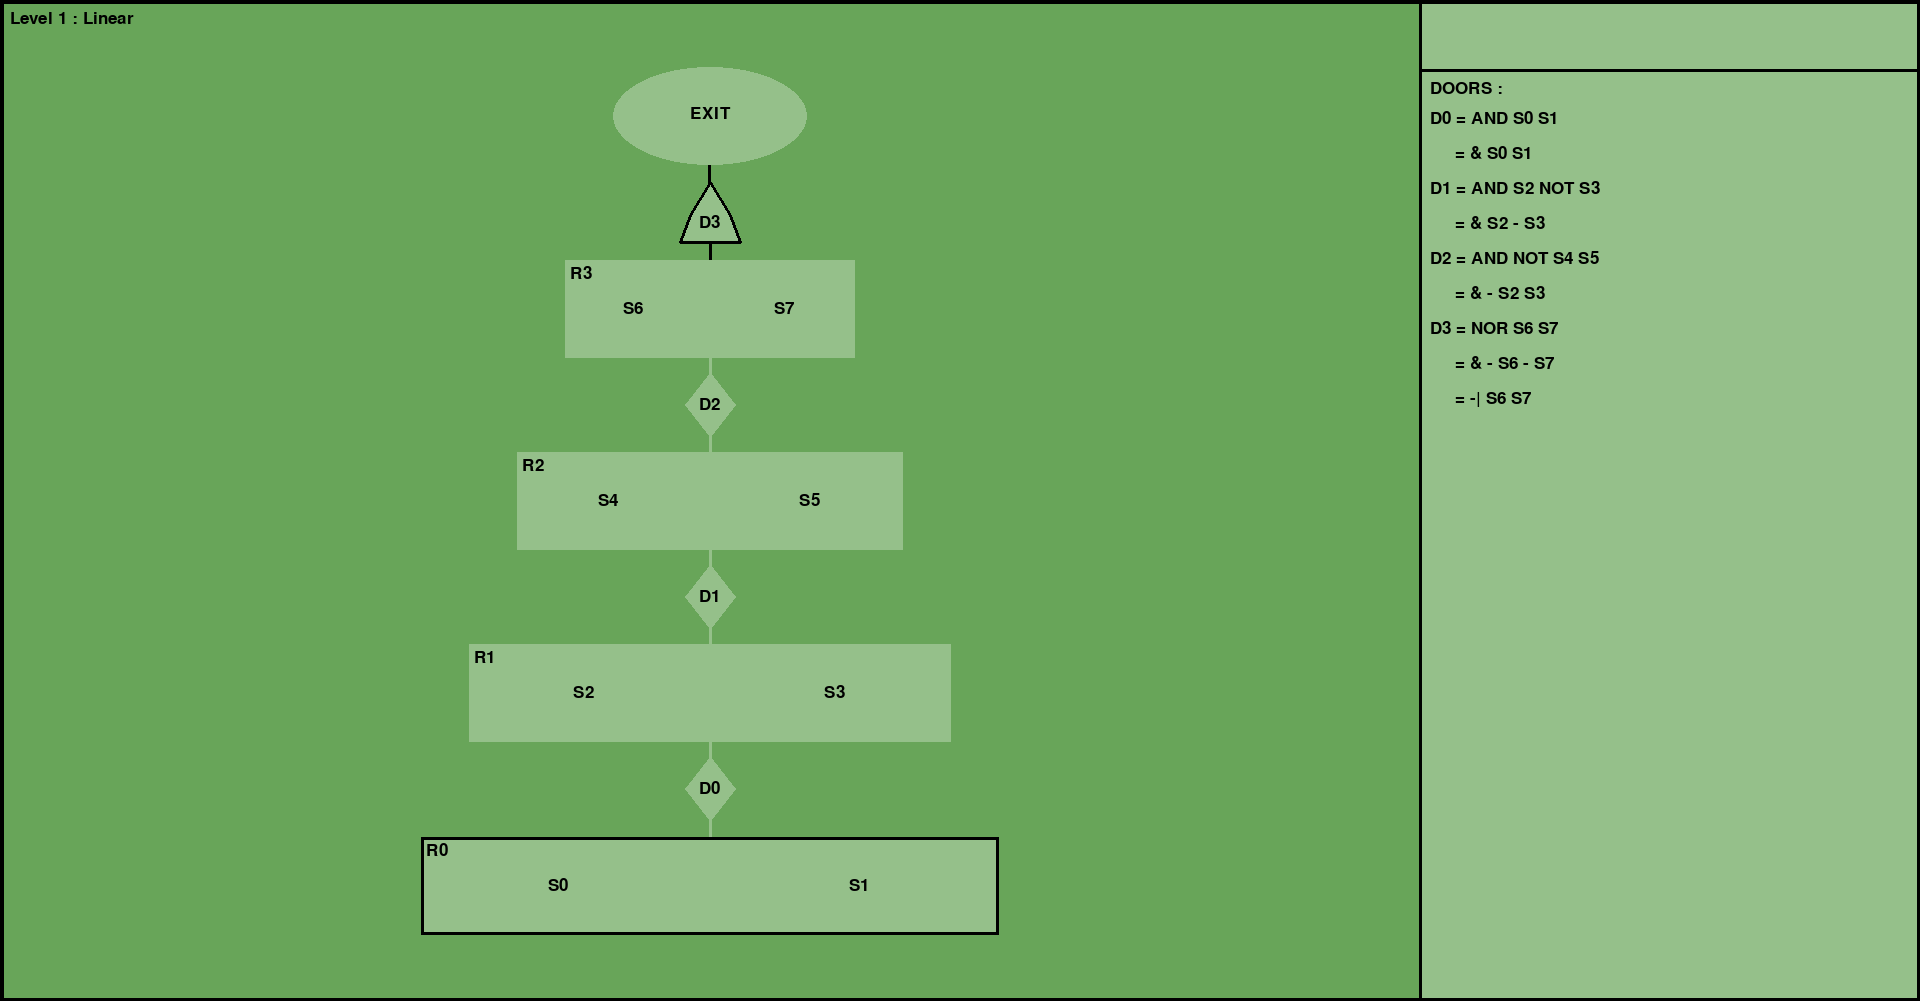 Level 1 : Linear
EXIT
D3
R3
S6 S7
D2
R2
S4 S5
D1
R1
S2 S3
D0
R0
S0 S1
DOORS :
D0 = AND S0 S1
= & S0 S1
D1 = AND S2 NOT S3
= & S2 - S3
D2 = AND NOT S4 S5
= & - S2 S3
D3 = NOR S6 S7
= & - S6 - S7
= -| S6 S7